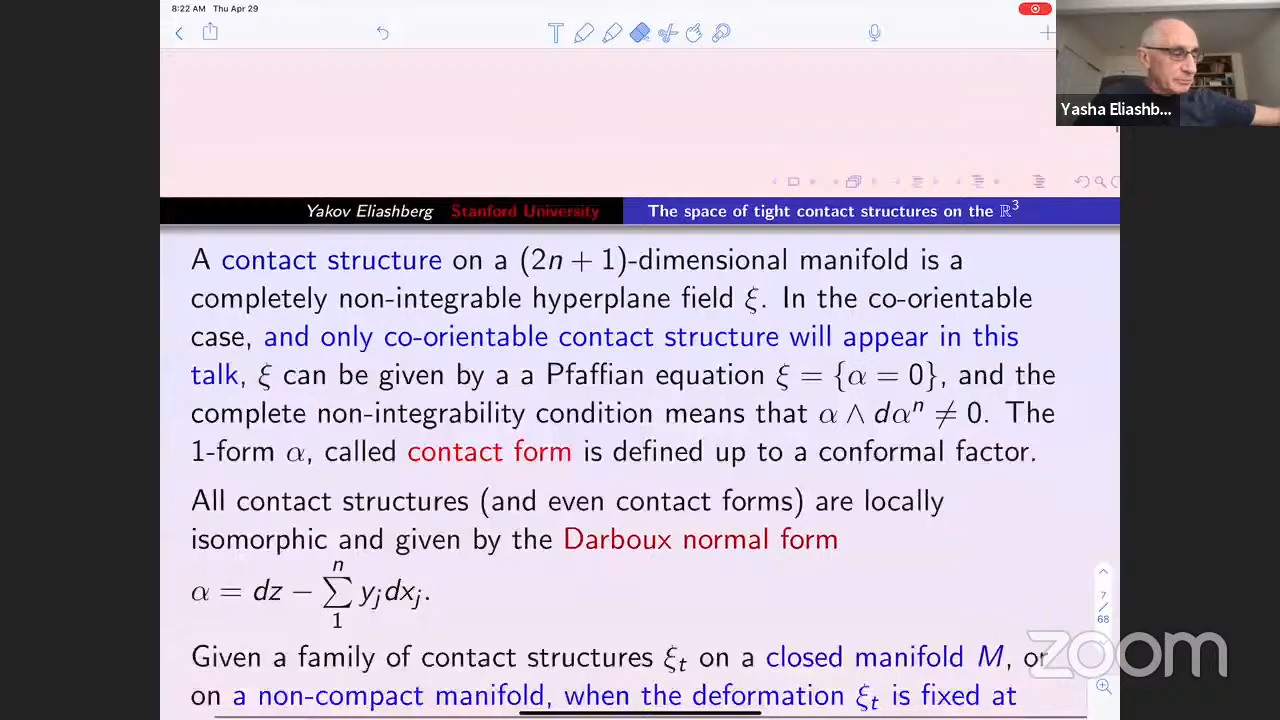 8:22 AM Thu Apr 29
Yasha Eliashb...
Yakov Eliashberg Stanford University The space of tight contact structures on the ℝ³
A contact structure on a (2n + 1)-dimensional manifold is a
completely non-integrable hyperplane field ξ. In the co-orientable
case, and only co-orientable contact structure will appear in this
talk, ξ can be given by a a Pfaffian equation ξ = {α = 0}, and the
complete non-integrability condition means that α ∧ dαⁿ ≠ 0. The
1-form α, called contact form is defined up to a conformal factor.
All contact structures (and even contact forms) are locally
isomorphic and given by the Darboux normal form
α = dz − n∑1 yⱼdxⱼ.
7
/
68
Given a family of contact structures ξₜ on a closed manifold M, or
on a non-compact manifold, when the deformation ξₜ is fixed at
zoom